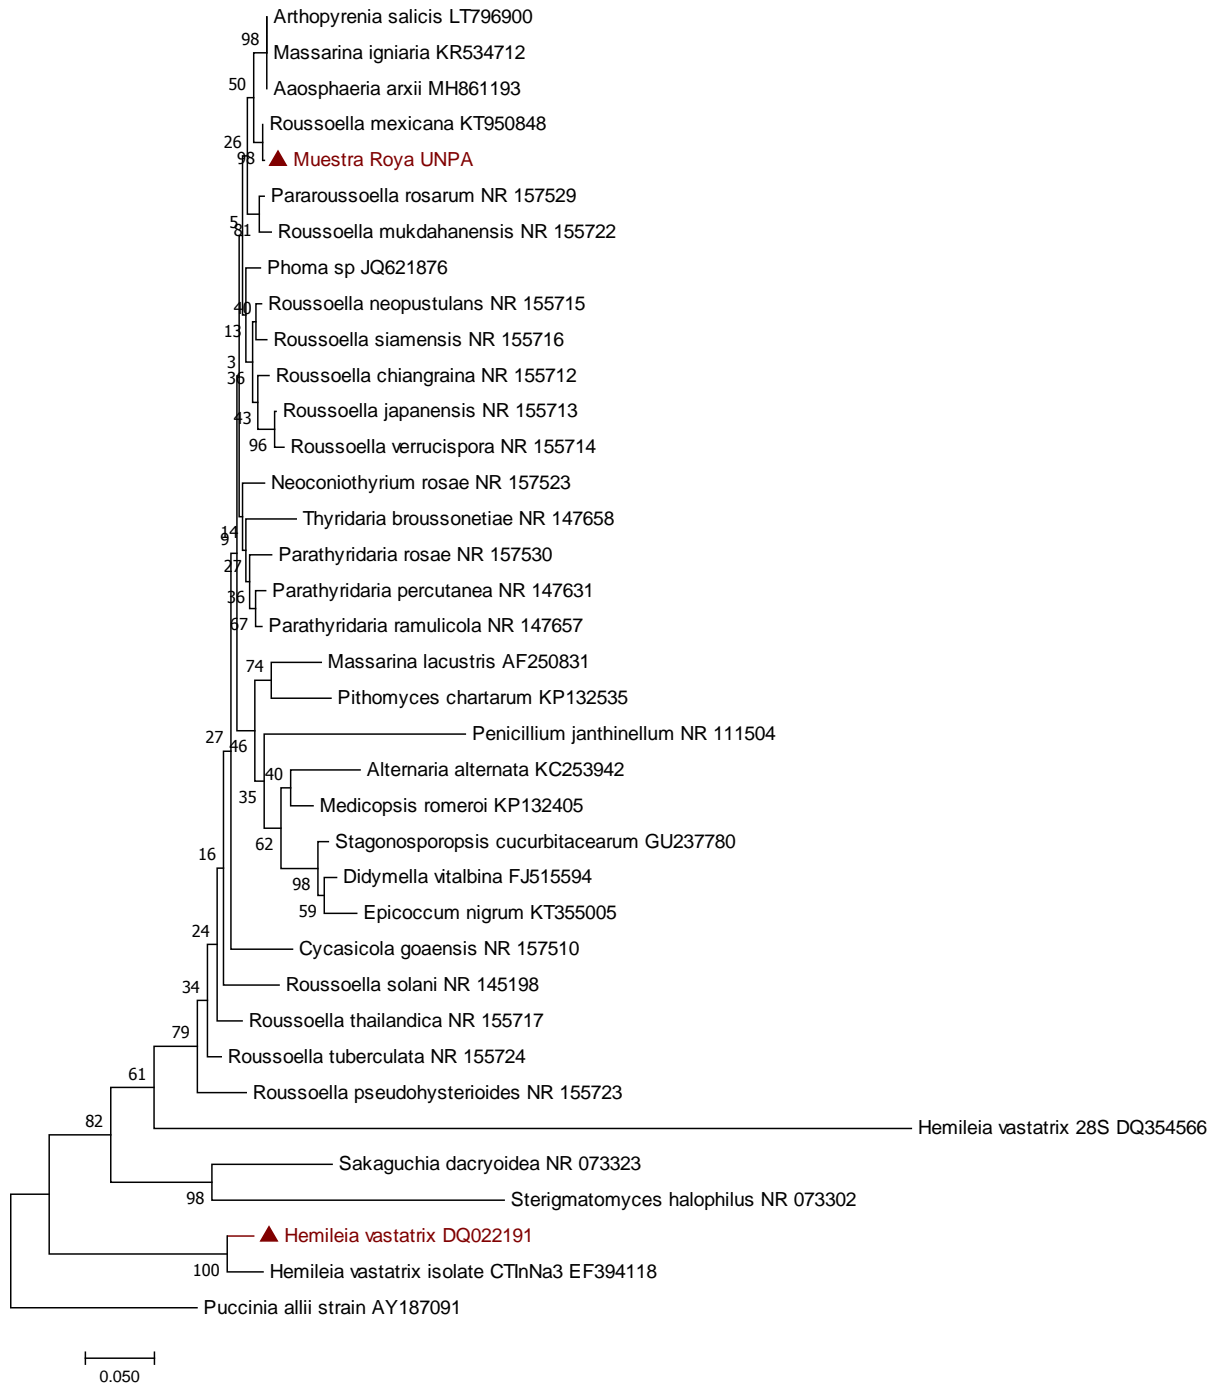 Arthopyrenia salicis LT796900
98
Massarina igniaria KR534712
50
Aaosphaeria arxii MH861193
Roussoella mexicana KT950848
26
98
Muestra Roya UNPA
Pararoussoella rosarum NR 157529
5
81
Roussoella mukdahanensis NR 155722
Phoma sp JQ621876
40
Roussoella neopustulans NR 155715
13
Roussoella siamensis NR 155716
3
36
Roussoella chiangraina NR 155712
43
Roussoella japanensis NR 155713
96
Roussoella verrucispora NR 155714
Neoconiothyrium rosae NR 157523
Thyridaria broussonetiae NR 147658
14
9
Parathyridaria rosae NR 157530
27
Parathyridaria percutanea NR 147631
36
Parathyridaria ramulicola NR 147657
67
74
Massarina lacustris AF250831
Pithomyces chartarum KP132535
27
46
Penicillium janthinellum NR 111504
40
Alternaria alternata KC253942
35
Medicopsis romeroi KP132405
62
Stagonosporopsis cucurbitacearum GU237780
16
98
Didymella vitalbina FJ515594
59
Epicoccum nigrum KT355005
24
Cycasicola goaensis NR 157510
34
Roussoella solani NR 145198
Roussoella thailandica NR 155717
79
Roussoella tuberculata NR 155724
61
Roussoella pseudohysterioides NR 155723
82
Hemileia vastatrix 28S DQ354566
Sakaguchia dacryoidea NR 073323
98
Sterigmatomyces halophilus NR 073302
Hemileia vastatrix DQ022191
100
Hemileia vastatrix isolate CTInNa3 EF394118
Puccinia allii strain AY187091
0.050